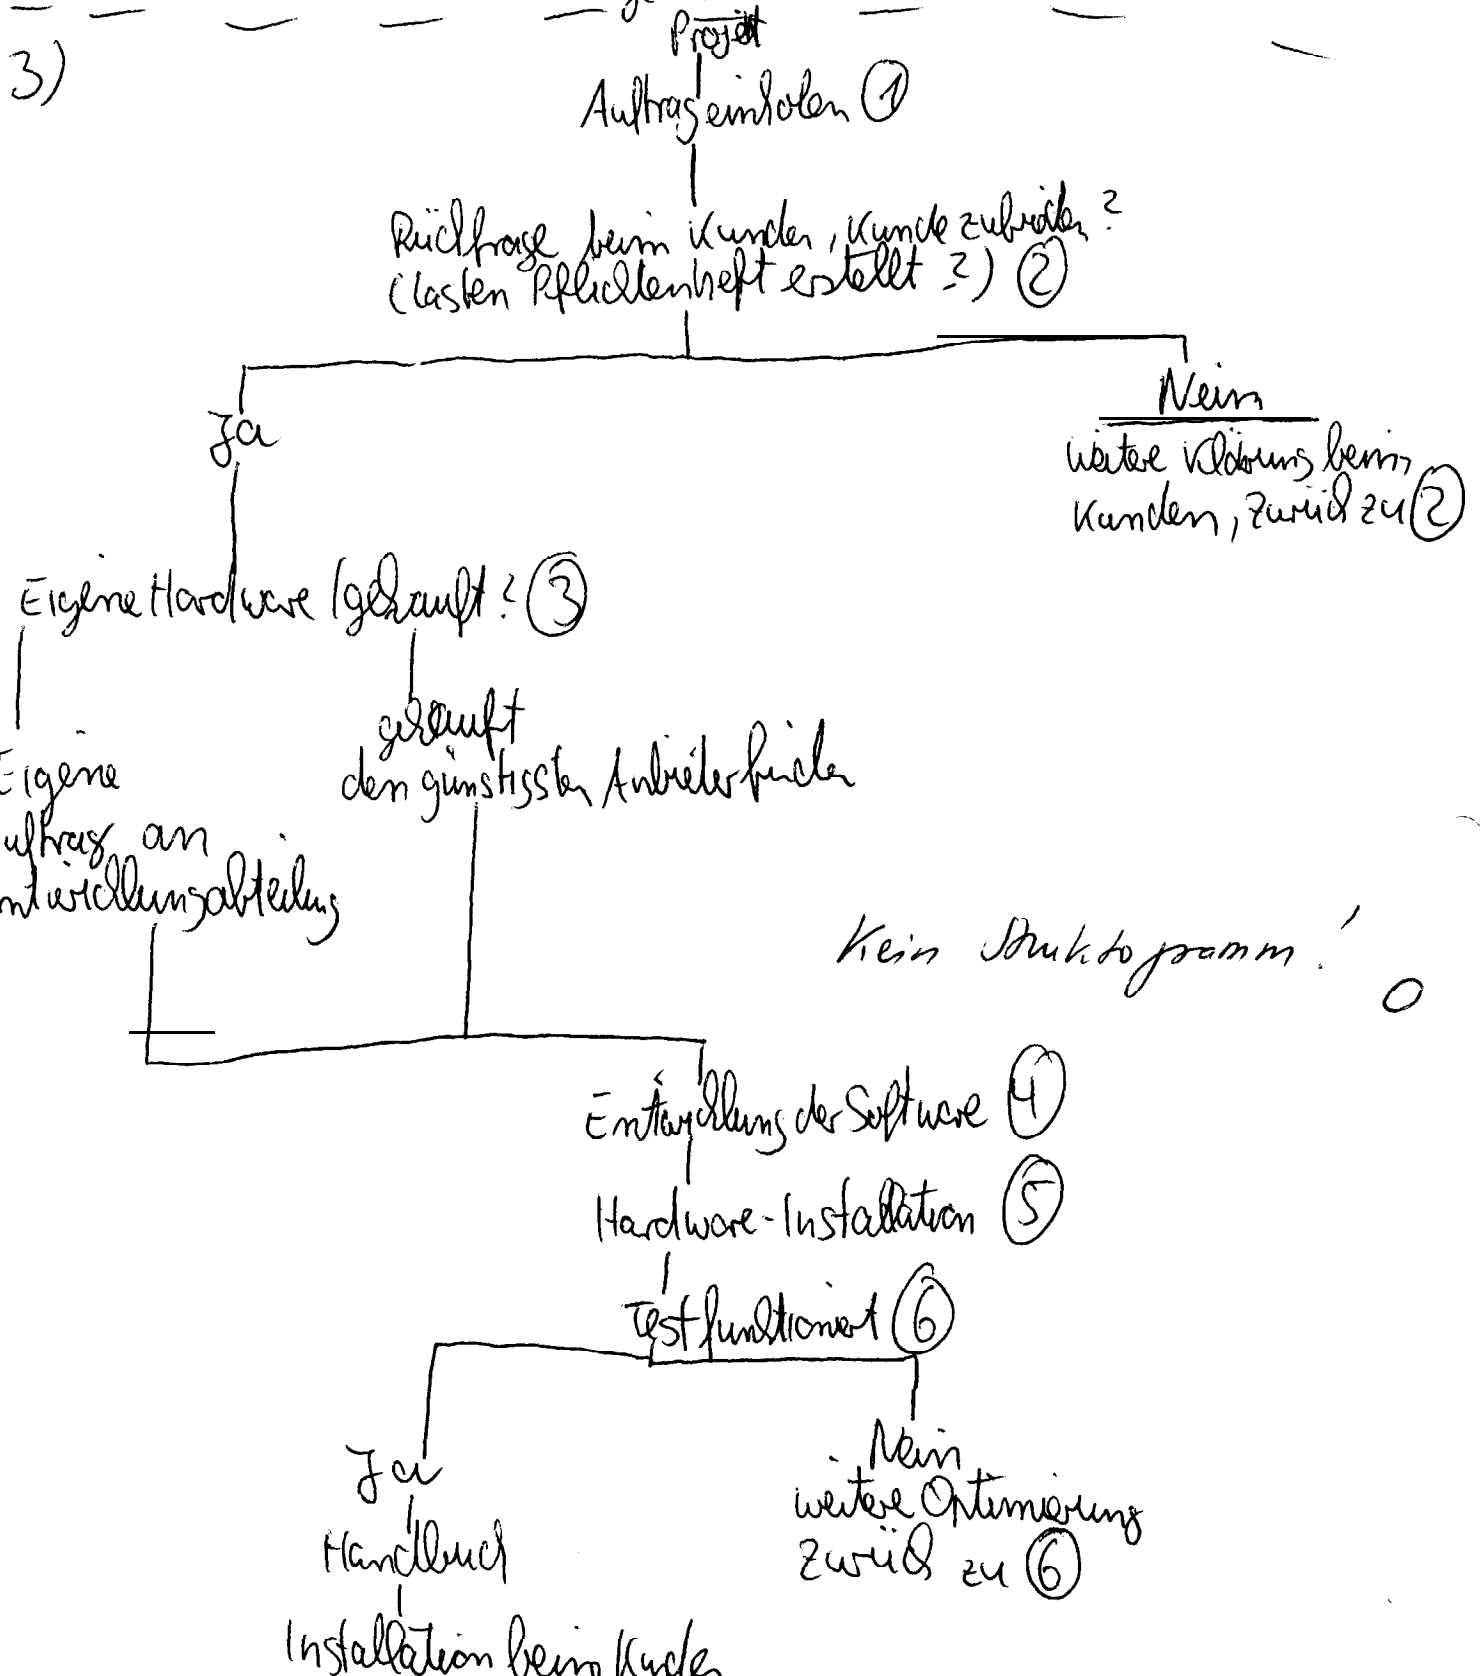 3)
Projekt
Auftrag einholen ①
Rückfrage beim Kunden, Kunde zufrieden?
(Lasten Pflichtenheft erstellt?) ②
Ja
Nein
weitere Klärung beim
Kunden, zurück zu ②
Eigene Hardware / gekauft? ③
gekauft
den günstigsten Anbieter finden
Eigene
uftrag an
ntwicklungsabteilung
Kein Struktogramm!
0
Entwicklung der Software ④
Hardware-Installation ⑤
Test funktioniert ⑥
Ja
Nein
weitere Optimierung
zurück zu ⑥
Handbuch
Installation beim Kunden